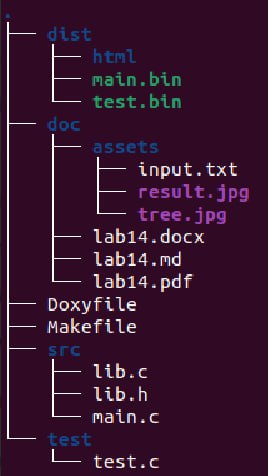 .
dist
html
main.bin
test.bin
doc
assets
input.txt
result.jpg
tree.jpg
lab14.docx
lab14.md
lab14.pdf
Doxyfile
Makefile
src
lib.c
lib.h
main.c
test
test.c